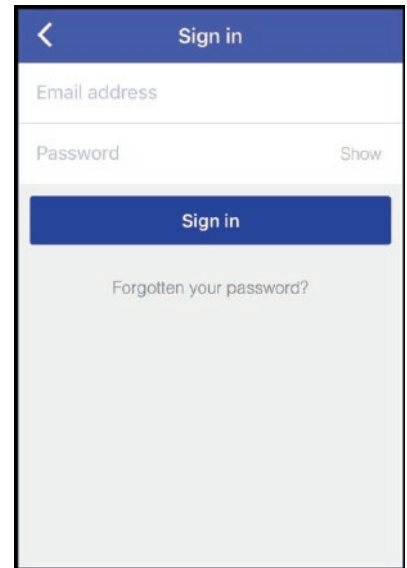 Sign in
Email address
Password Show
Sign in
Forgotten your password?